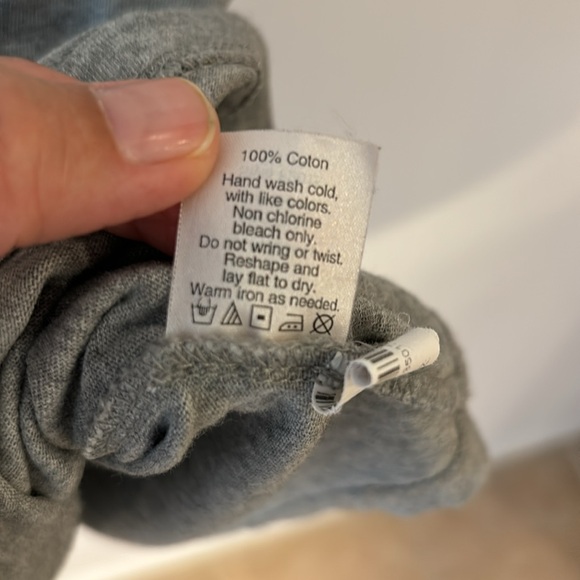 100% Coton
Hand wash cold,
with like colors.
Non chlorine
bleach only.
Do not wring or twist.
Reshape and
lay flat to dry.
Warm iron as needed.